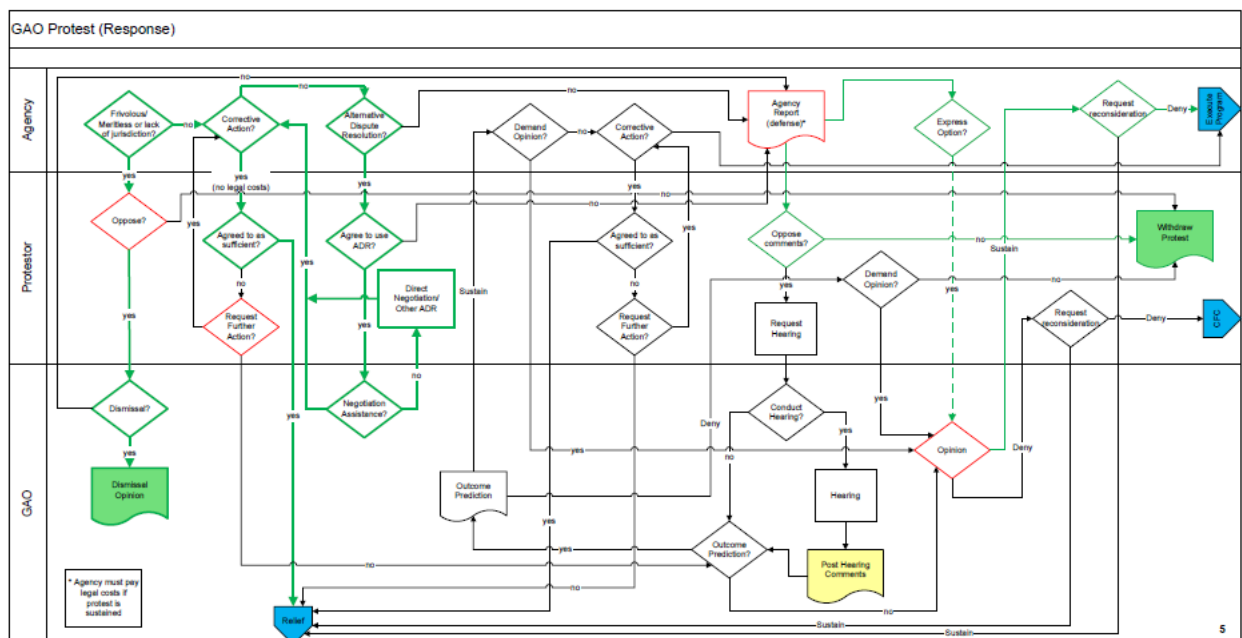 GAO Protest (Response)
Agency
Frivolous/
Meritless or lack
of jurisdiction?
no
Corrective
Action?
no
no
Alternative
Dispute
Resolution?
no
Demand
Opinion?
no
Corrective
Action?
Agency
Report
(defense)*
Express
Option?
Request
reconsideration
Deny
Execute
Program
yes
yes
(no legal costs)
yes
yes
Protestor
Oppose?
yes
Agreed to as
sufficient?
Agree to use
ADR?
no
Agreed to as
sufficient?
yes
no
no
Oppose
comments?
no
Sustain
Withdraw
Protest
yes
no
Request
Further
Action?
yes
yes
Direct
Negotiation/
Other ADR
Sustain
no
Request
Further
Action?
yes
Request
Hearing
Demand
Opinion?
no
yes
Request
reconsideration
Deny
CFC
GAO
Dismissal?
yes
Dismissal
Opinion
yes
Negotiation
Assistance?
no
yes
Deny
Conduct
Hearing?
yes
no
yes
Opinion
Deny
Outcome
Prediction
yes
yes
Hearing
Outcome
Prediction?
Post Hearing
Comments
no
no
no
* Agency must pay
legal costs if
protest is
sustained
Relief
Sustain
Sustain
5